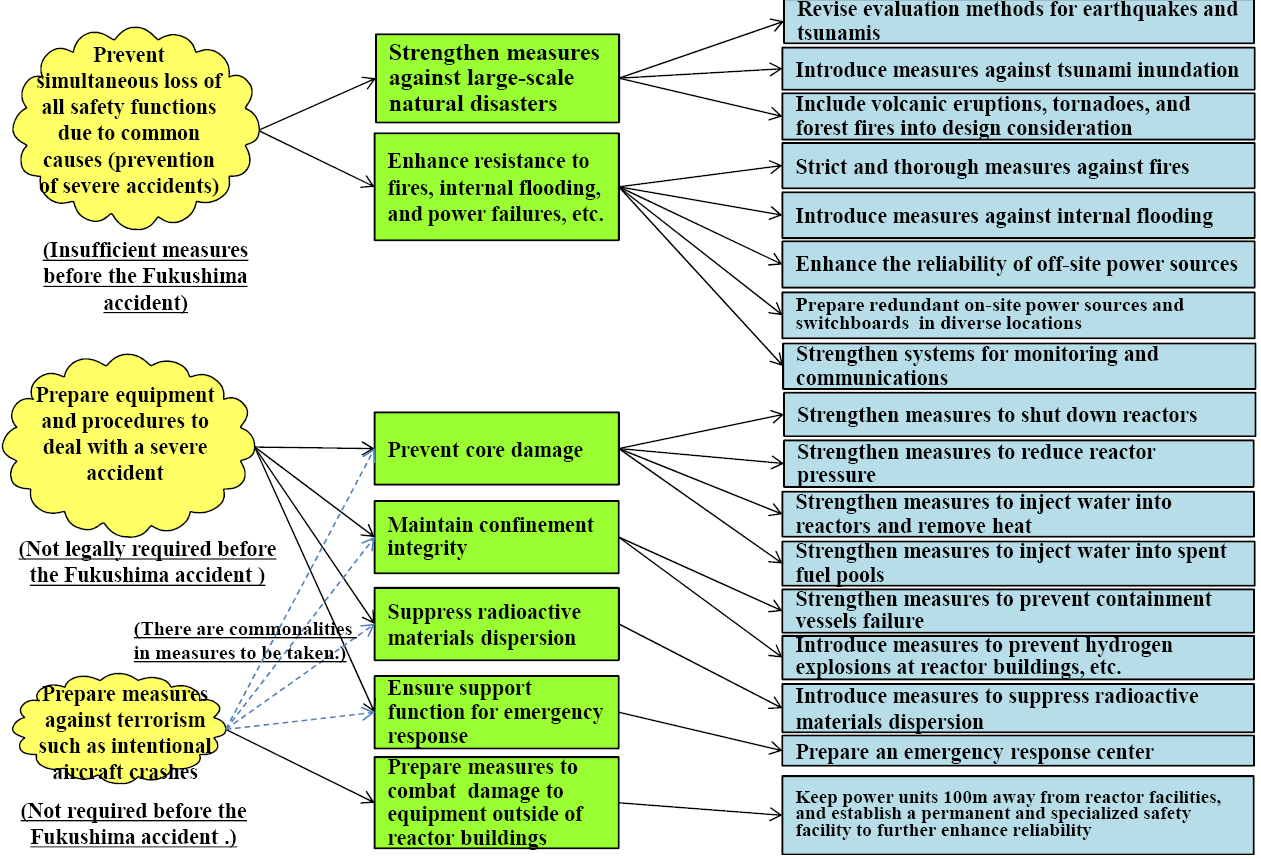 Prevent
simultaneous loss of
all safety functions
due to common
causes (prevention
of severe accidents)
(Insufficient measures
before the Fukushima
accident)
Prepare equipment
and procedures to
deal with a severe
accident
(Not legally required before
the Fukushima accident )
(There are commonalities
in measures to be taken.)
Prepare measures
against terrorism
such as intentional
aircraft crashes
(Not required before the
Fukushima accident .)
Strengthen measures
against large-scale
natural disasters
Enhance resistance to
fires, internal flooding,
and power failures, etc.
Prevent core damage
Maintain confinement
integrity
Suppress radioactive
materials dispersion
Ensure support
function for emergency
response
Prepare measures to
combat  damage to
equipment outside of
reactor buildings
Revise evaluation methods for earthquakes and
tsunamis
Introduce measures against tsunami inundation
Include volcanic eruptions, tornadoes, and
forest fires into design consideration
Strict and thorough measures against fires
Introduce measures against internal flooding
Enhance the reliability of off-site power sources
Prepare redundant on-site power sources and
switchboards  in diverse locations
Strengthen systems for monitoring and
communications
Strengthen measures to shut down reactors
Strengthen measures to reduce reactor
pressure
Strengthen measures to inject water into
reactors and remove heat
Strengthen measures to inject water into spent
fuel pools
Strengthen measures to prevent containment
vessels failure
Introduce measures to prevent hydrogen
explosions at reactor buildings, etc.
Introduce measures to suppress radioactive
materials dispersion
Prepare an emergency response center
Keep power units 100m away from reactor facilities,
and establish a permanent and specialized safety
facility to further enhance reliability